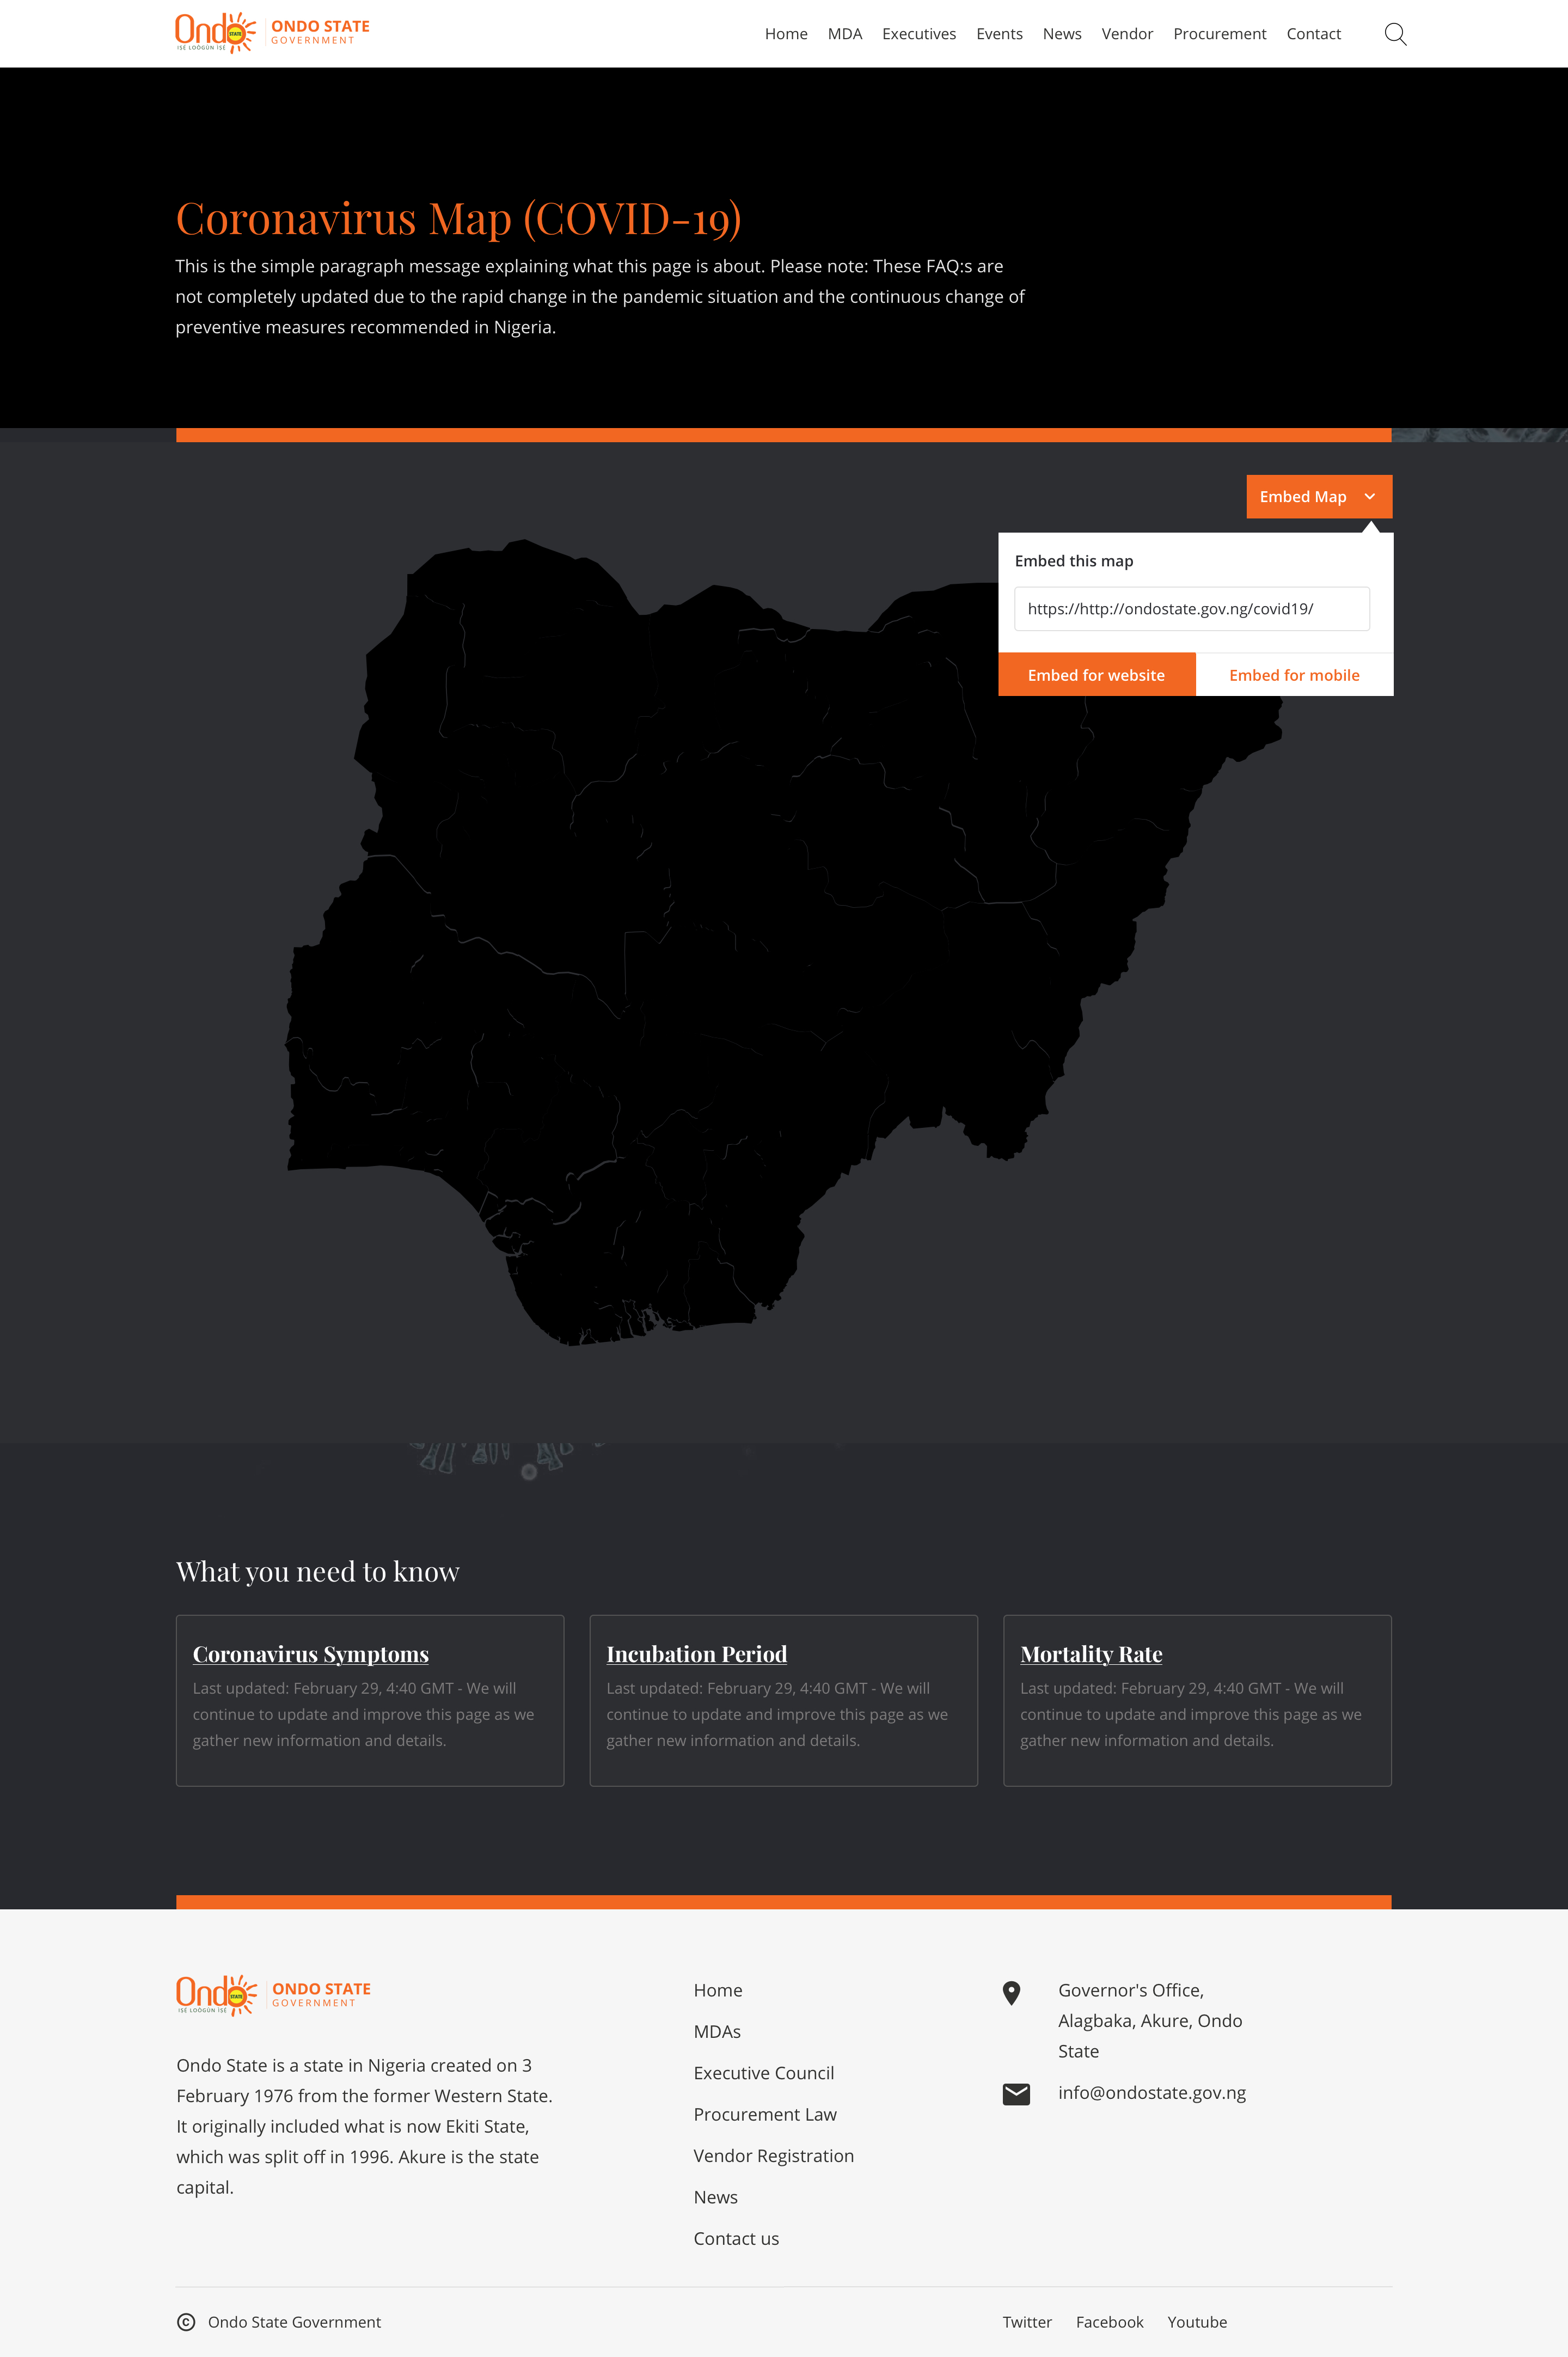 Ondo
STATE
ISE LOÒGÙN ISE
ONDO STATE
GOVERNMENT
Home MDA Executives Events News Vendor Procurement Contact
Coronavirus Map (COVID-19)
This is the simple paragraph message explaining what this page is about. Please note: These FAQ:s are
not completely updated due to the rapid change in the pandemic situation and the continuous change of
preventive measures recommended in Nigeria.
Embed Map
Embed this map
https://http://ondostate.gov.ng/covid19/
Embed for website Embed for mobile
What you need to know
Coronavirus Symptoms
Last updated: February 29, 4:40 GMT - We will
continue to update and improve this page as we
gather new information and details.
Incubation Period
Last updated: February 29, 4:40 GMT - We will
continue to update and improve this page as we
gather new information and details.
Mortality Rate
Last updated: February 29, 4:40 GMT - We will
continue to update and improve this page as we
gather new information and details.
Ondo
STATE
ISE LOÒGÙN ISE
ONDO STATE
GOVERNMENT
Ondo State is a state in Nigeria created on 3
February 1976 from the former Western State.
It originally included what is now Ekiti State,
which was split off in 1996. Akure is the state
capital.
Home
MDAs
Executive Council
Procurement Law
Vendor Registration
News
Contact us
Governor's Office,
Alagbaka, Akure, Ondo
State
info@ondostate.gov.ng
© Ondo State Government
Twitter Facebook Youtube